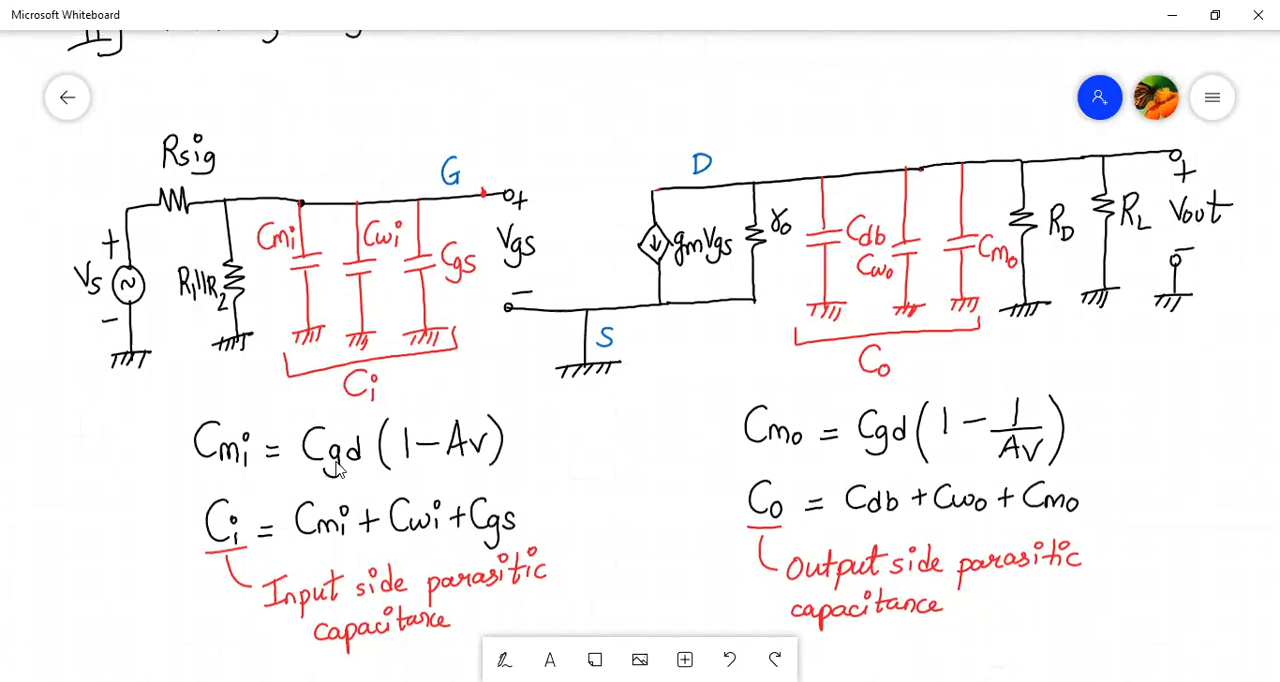 Microsoft Whiteboard
Rsig
G
D
+
Vs
−
R1||R2
Cmi
Cwi
Cgs
+
Vgs
−
S
gmVgs
ro
Cdb
Cwo
Cmo
RD
RL
+
Vout
−
Ci
Co
Cmi = Cgd (1 − Av)
Cmo = Cgd (1 − 1/Av)
Ci = Cmi + Cwi + Cgs
Co = Cdb + Cwo + Cmo
Input side parasitic
capacitance
Output side parasitic
capacitance
A